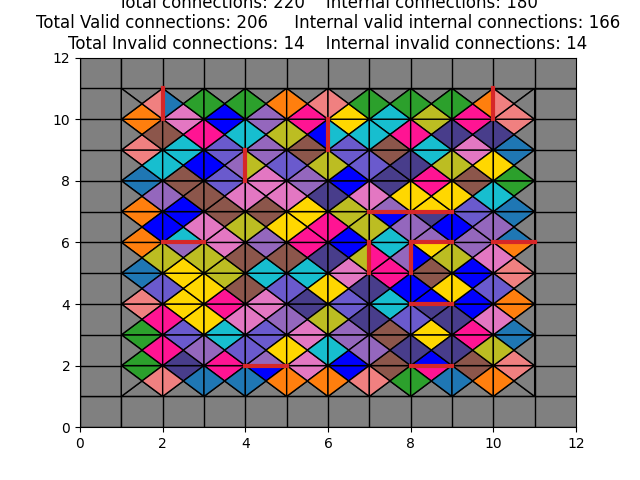 Total connections: 220    Internal connections: 180
Total Valid connections: 206     Internal valid internal connections: 166
Total Invalid connections: 14    Internal invalid connections: 14
12
10
8
6
4
2
0
0 2 4 6 8 10 12